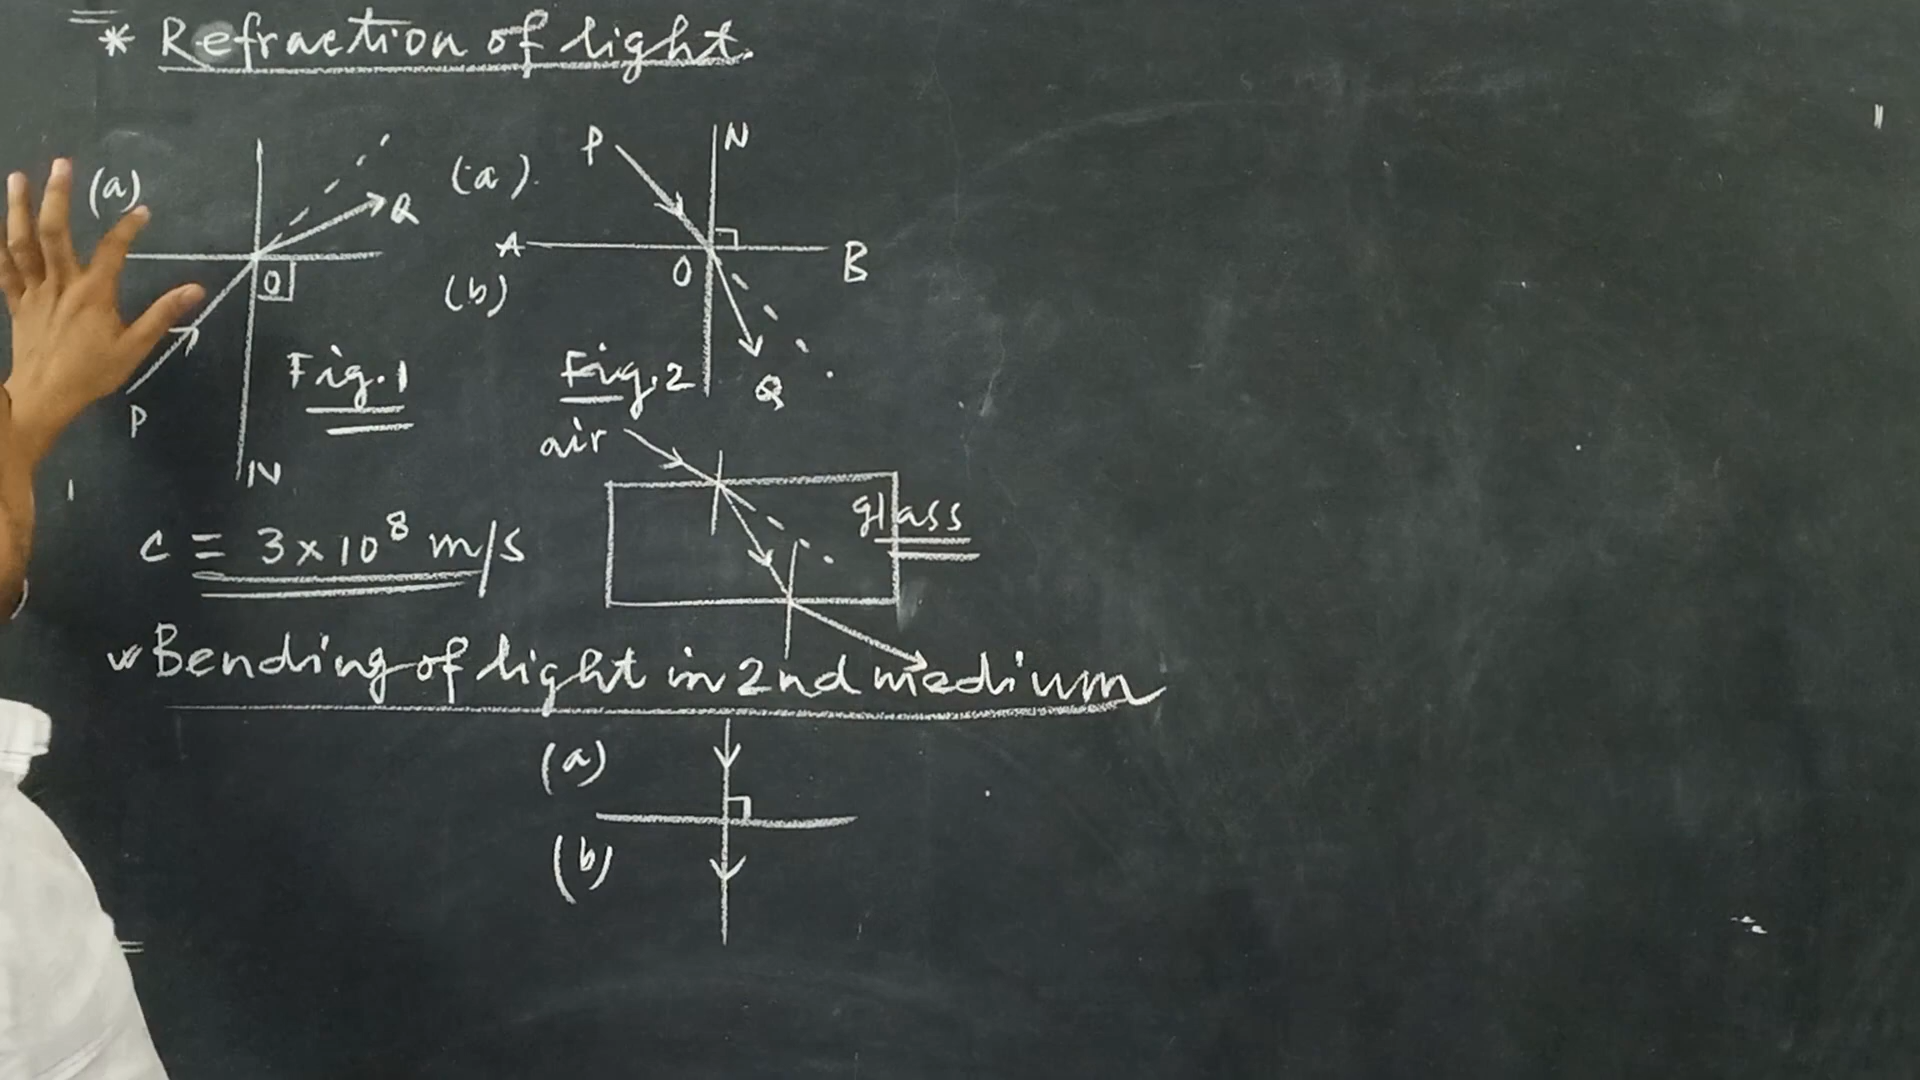 * Refraction of light.
(a)
Q
O
P
N
Fig. 1
(a).
P
N
A
B
O
(b)
Fig. 2
Q
air
glass
c = 3×10⁸ m/s
Bending of light in 2nd medium
(a)
(b)